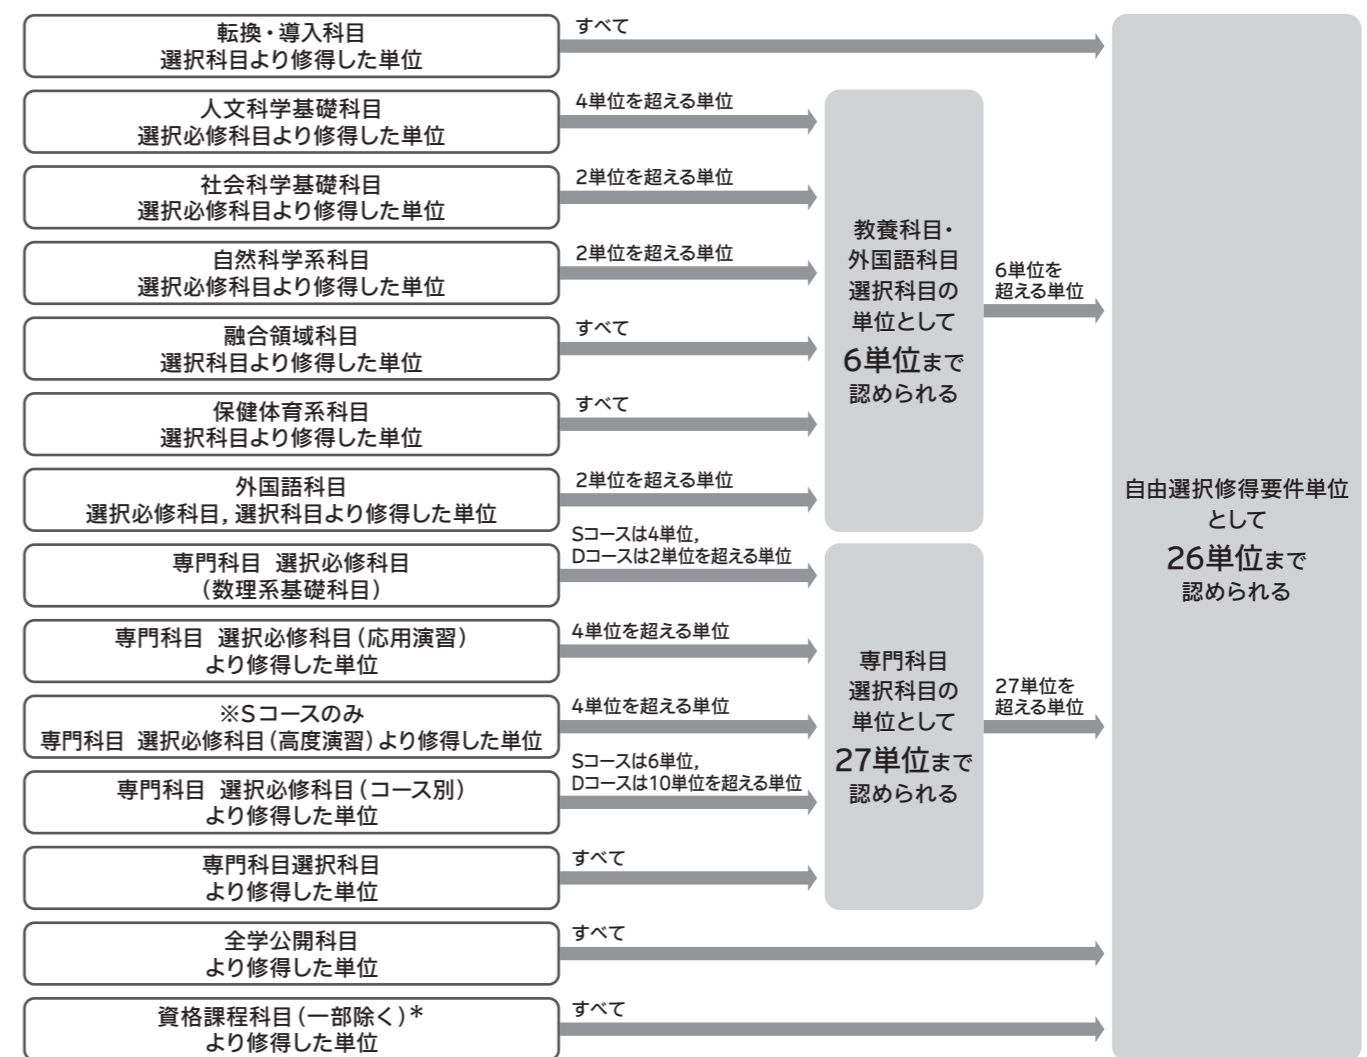 転換・導入科目
選択科目より修得した単位
すべて
人文科学基礎科目
選択必修科目より修得した単位
4単位を超える単位
社会科学基礎科目
選択必修科目より修得した単位
2単位を超える単位
自然科学系科目
選択必修科目より修得した単位
2単位を超える単位
融合領域科目
選択科目より修得した単位
すべて
保健体育系科目
選択科目より修得した単位
すべて
外国語科目
選択必修科目,選択科目より修得した単位
2単位を超える単位
教養科目・
外国語科目
選択科目の
単位として
6単位まで
認められる
6単位を
超える単位
専門科目 選択必修科目
(数理系基礎科目)
Sコースは4単位,
Dコースは2単位を超える単位
専門科目 選択必修科目(応用演習)
より修得した単位
4単位を超える単位
※Sコースのみ
専門科目 選択必修科目(高度演習)より修得した単位
4単位を超える単位
専門科目 選択必修科目(コース別)
より修得した単位
Sコースは6単位,
Dコースは10単位を超える単位
専門科目選択科目
より修得した単位
すべて
専門科目
選択科目の
単位として
27単位まで
認められる
27単位を
超える単位
全学公開科目
より修得した単位
すべて
資格課程科目(一部除く)*
より修得した単位
すべて
自由選択修得要件単位
として
26単位まで
認められる